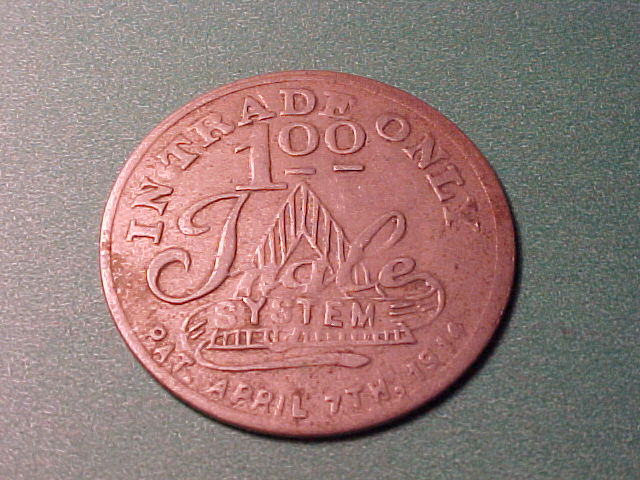 IN TRADE ONLY
1.00
Ingle
SYSTEM
PAT. APRIL 7TH, 1914